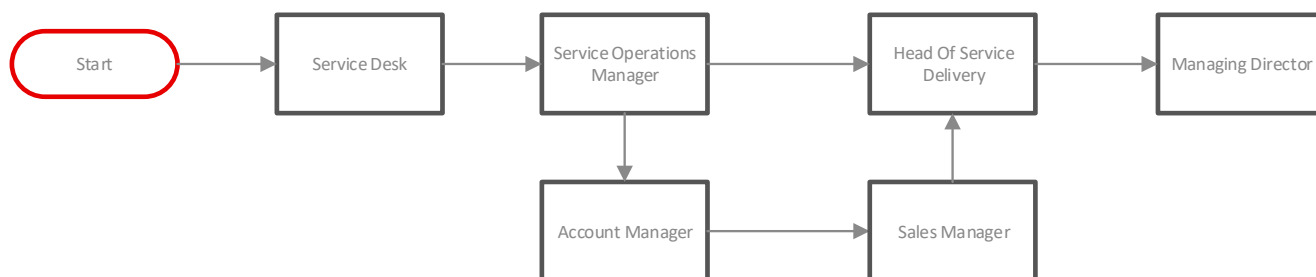 Start
Service Desk
Service Operations
Manager
Head Of Service
Delivery
Managing Director
Account Manager
Sales Manager